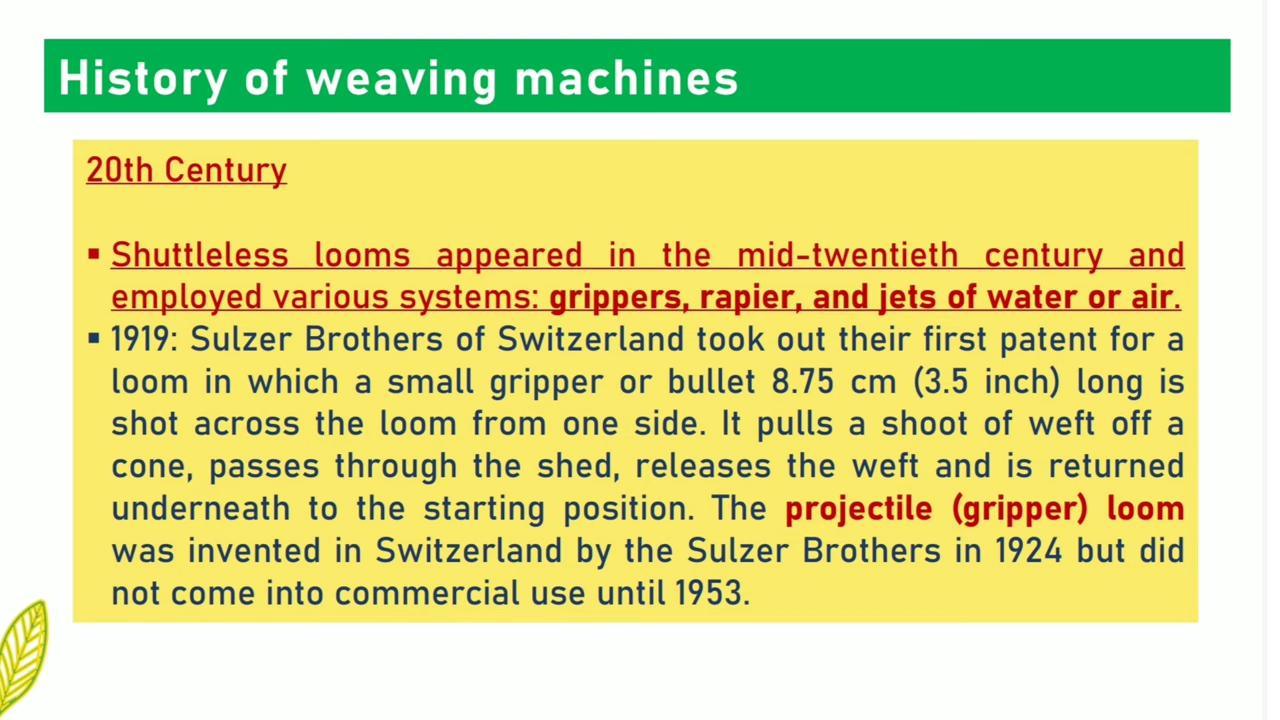 History of weaving machines
20th Century
▪ Shuttleless looms appeared in the mid-twentieth century and
employed various systems: grippers, rapier, and jets of water or air.
▪ 1919: Sulzer Brothers of Switzerland took out their first patent for a
loom in which a small gripper or bullet 8.75 cm (3.5 inch) long is
shot across the loom from one side. It pulls a shoot of weft off a
cone, passes through the shed, releases the weft and is returned
underneath to the starting position. The projectile (gripper) loom
was invented in Switzerland by the Sulzer Brothers in 1924 but did
not come into commercial use until 1953.